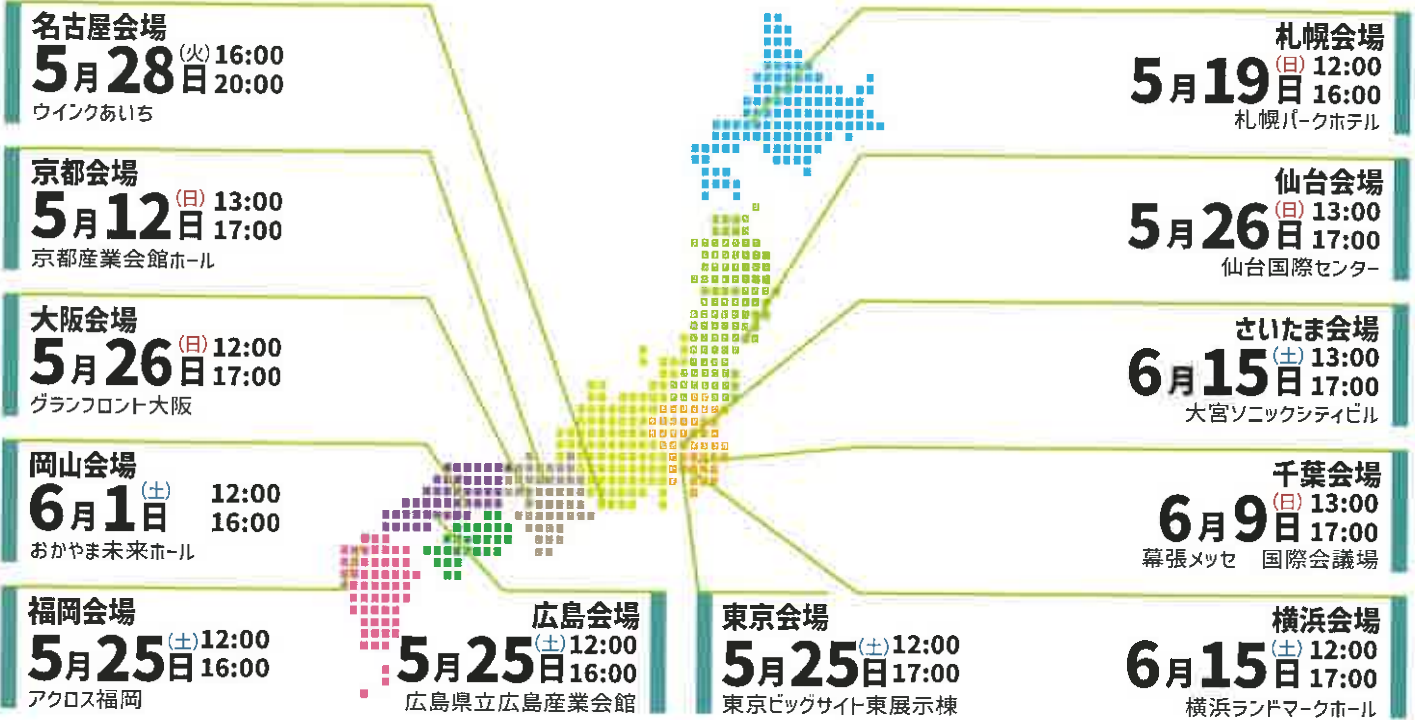 名古屋会場
5月28日(火)16:00
20:00
ウインクあいち
京都会場
5月12日(日)13:00
17:00
京都産業会館ホール
大阪会場
5月26日(日)12:00
17:00
グランフロント大阪
岡山会場
6月1日(土)12:00
16:00
おかやま未来ホール
福岡会場
5月25日(土)12:00
16:00
アクロス福岡
広島会場
5月25日(土)12:00
16:00
広島県立広島産業会館
東京会場
5月25日(土)12:00
17:00
東京ビッグサイト東展示棟
札幌会場
5月19日(日)12:00
16:00
札幌パークホテル
仙台会場
5月26日(日)13:00
17:00
仙台国際センター
さいたま会場
6月15日(土)13:00
17:00
大宮ソニックシティビル
千葉会場
6月9日(日)13:00
17:00
幕張メッセ 国際会議場
横浜会場
6月15日(土)12:00
17:00
横浜ランドマークホール